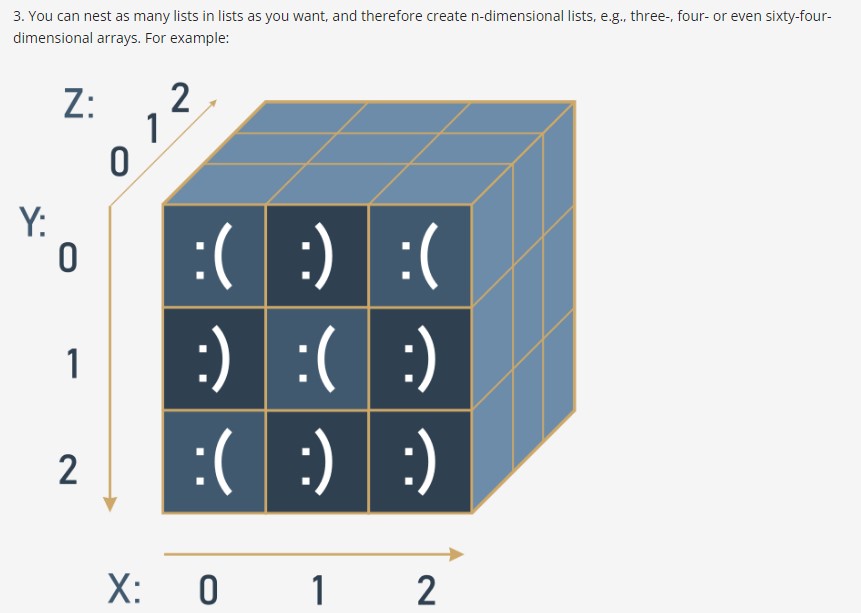 3. You can nest as many lists in lists as you want, and therefore create n-dimensional lists, e.g., three-, four- or even sixty-four-
dimensional arrays. For example:
Z: 0 1 2
Y:
0 :( :) :(
1 :) :( :)
2 :( :) :)
X: 0 1 2